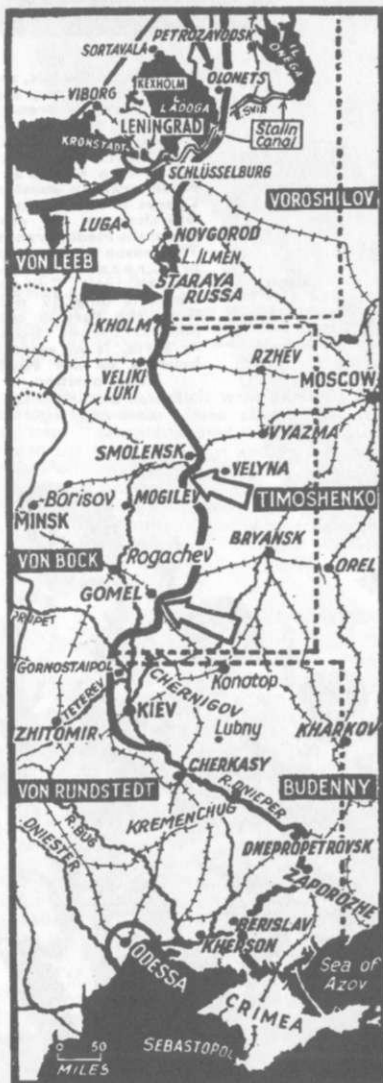 PETROZAVODSK
SORTAVALA
IL ONEGA
KEXHOLM
OLONETS
VIBORG
L. LADOGA
R. SVIR
LENINGRAD
Stalin Canal
KRONSTADT
SCHLÜSSELBURG
VOROSHILOV
LUGA
NOVGOROD
L. ILMEN
VON LEEB
STARAYA RUSSA
KHOLM
RZHEV
MOSCOW
VELIKI LUKI
VYAZMA
SMOLENSK
VELYNA
Borisov
MOGILEV
TIMOSHENKO
MINSK
BRYANSK
Rogachev
VON BOCK
OREL
GOMEL
PRIPET
GORNOSTAIPOL
CHERNIGOV
Konotop
TETEREV
KIEV
ZHITOMIR
Lubny
KHARKOV
CHERKASY
VON RUNDSTEDT
R. DNIEPER
BUDENNY
KREMENCHUG
R. BUG
DNIESTER
DNEPROPETROVSK
ZAPOROZHE
BERISLAV
KHERSON
ODESSA
Sea of Azov
CRIMEA
0 50
MILES
SEBASTOPOL